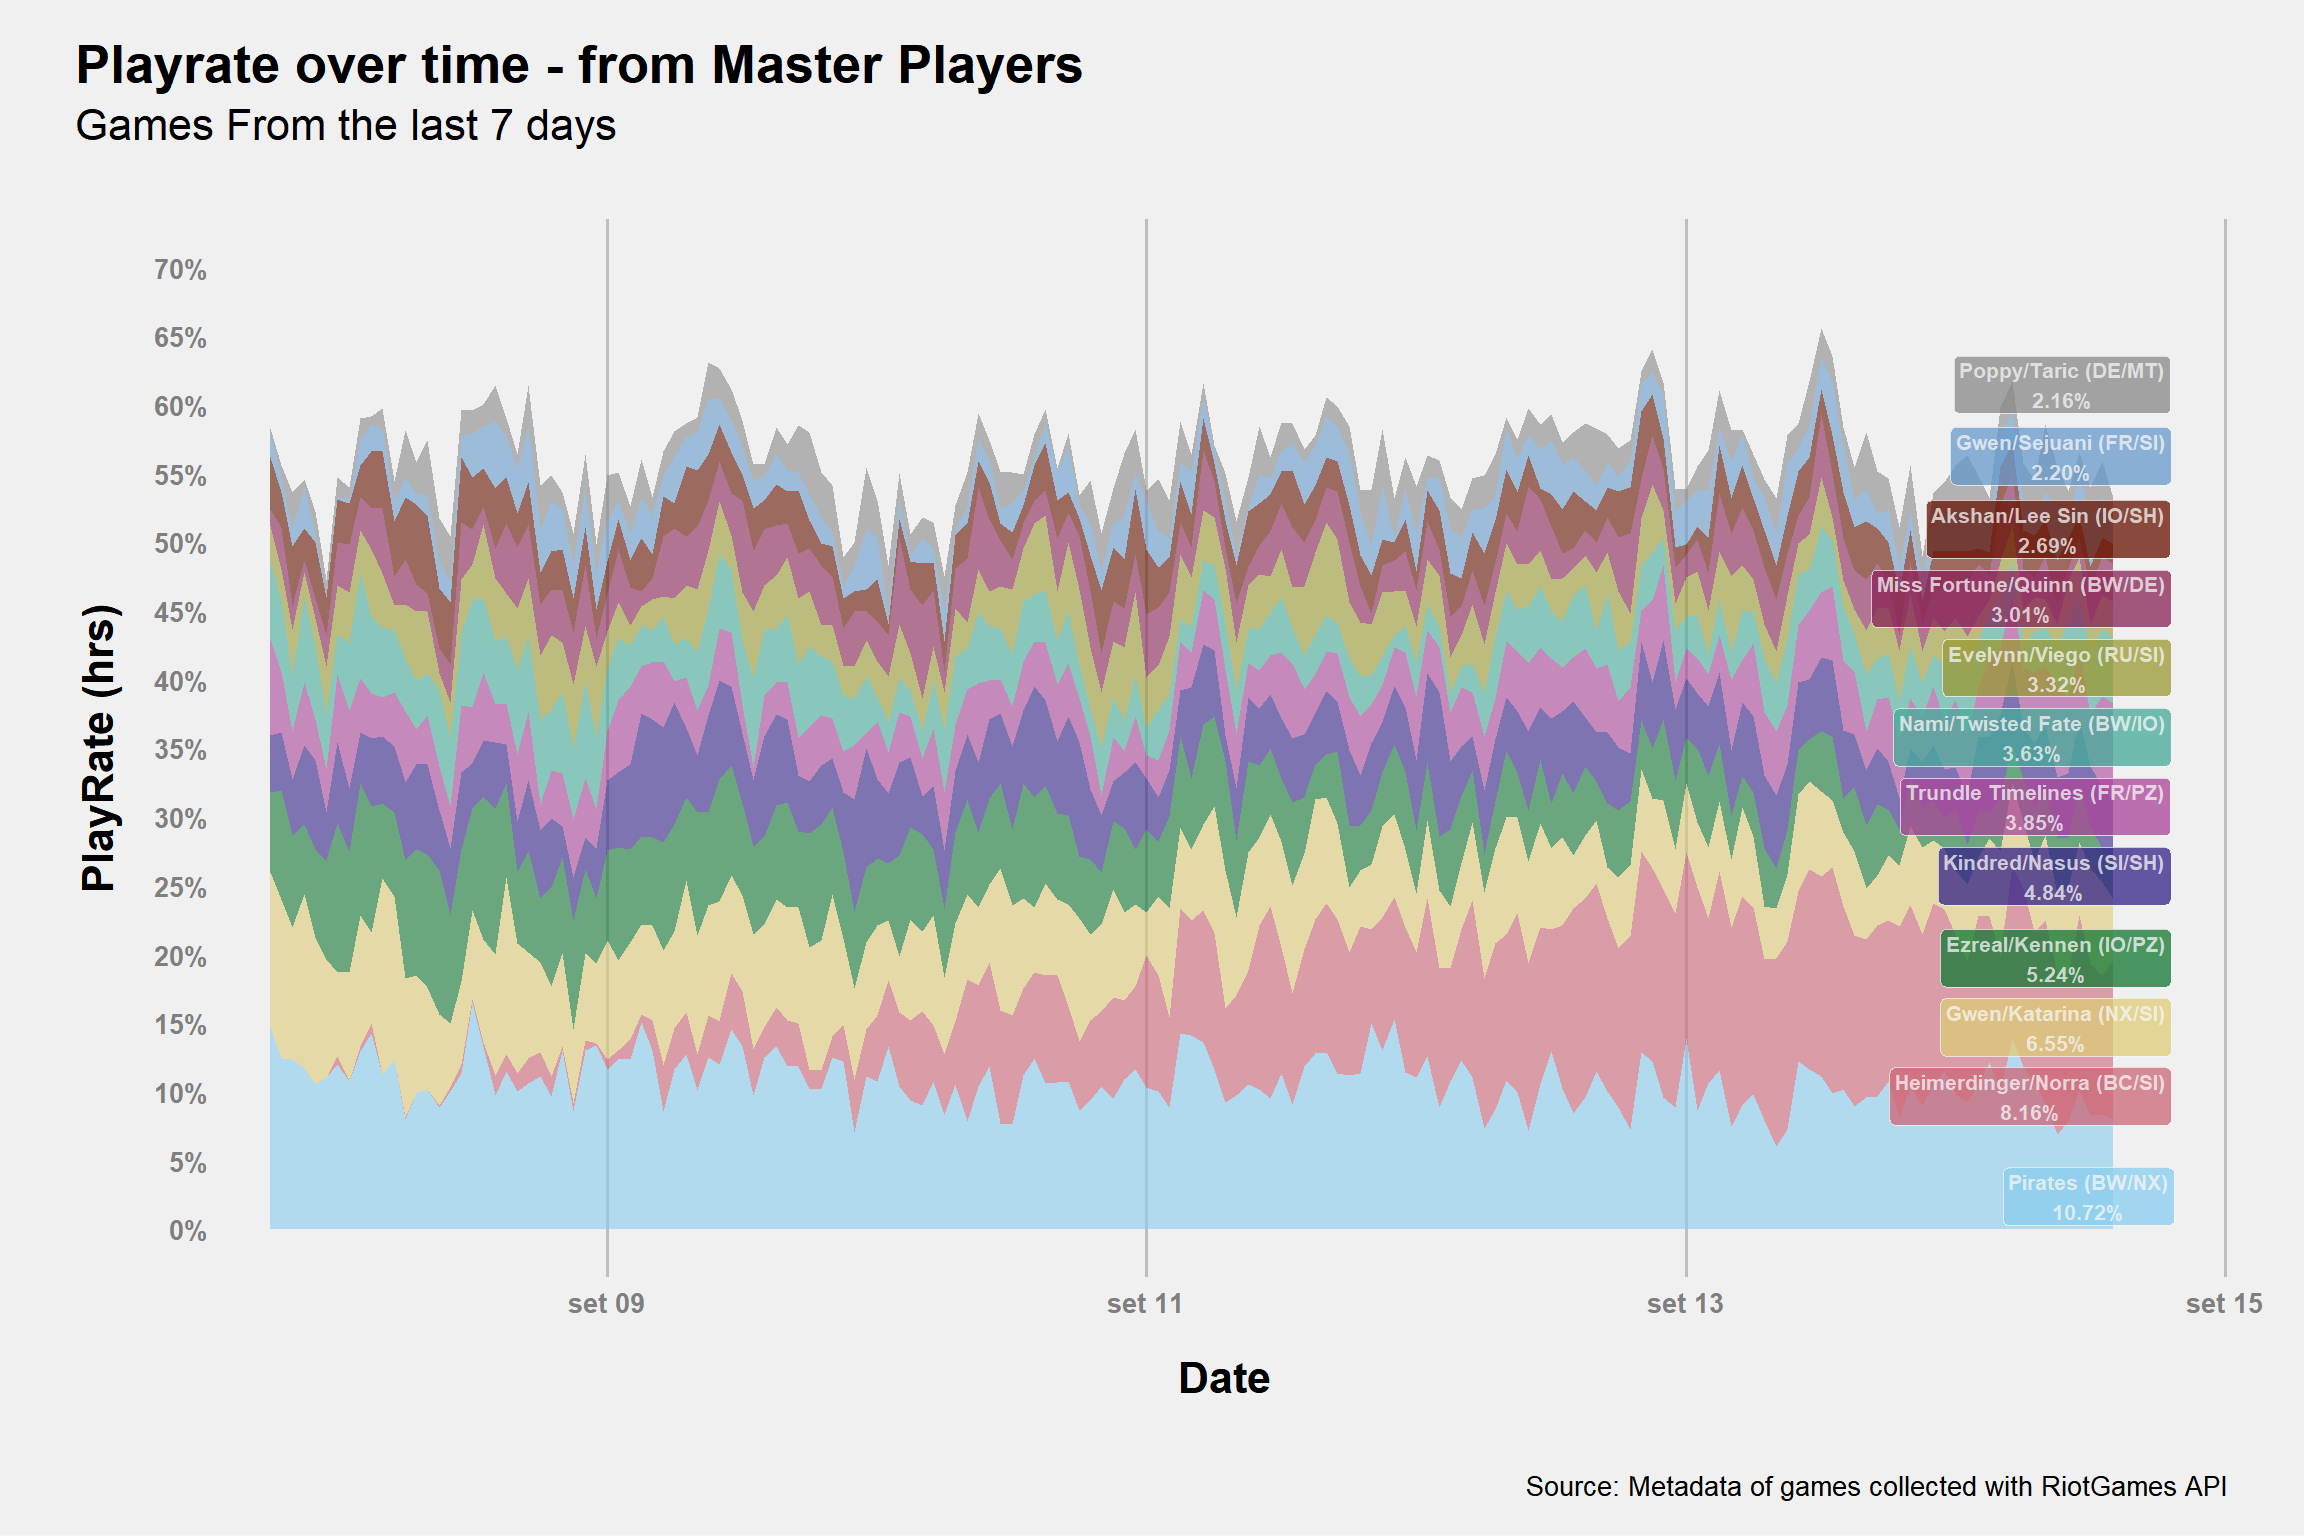 Playrate over time - from Master Players
Games From the last 7 days
PlayRate (hrs)
70%
65%
60%
55%
50%
45%
40%
35%
30%
25%
20%
15%
10%
5%
0%
Poppy/Taric (DE/MT)
2.16%
Gwen/Sejuani (FR/SI)
2.20%
Akshan/Lee Sin (IO/SH)
2.69%
Miss Fortune/Quinn (BW/DE)
3.01%
Evelynn/Viego (RU/SI)
3.32%
Nami/Twisted Fate (BW/IO)
3.63%
Trundle Timelines (FR/PZ)
3.85%
Kindred/Nasus (SI/SH)
4.84%
Ezreal/Kennen (IO/PZ)
5.24%
Gwen/Katarina (NX/SI)
6.55%
Heimerdinger/Norra (BC/SI)
8.16%
Pirates (BW/NX)
10.72%
set 09
set 11
set 13
set 15
Date
Source: Metadata of games collected with RiotGames API